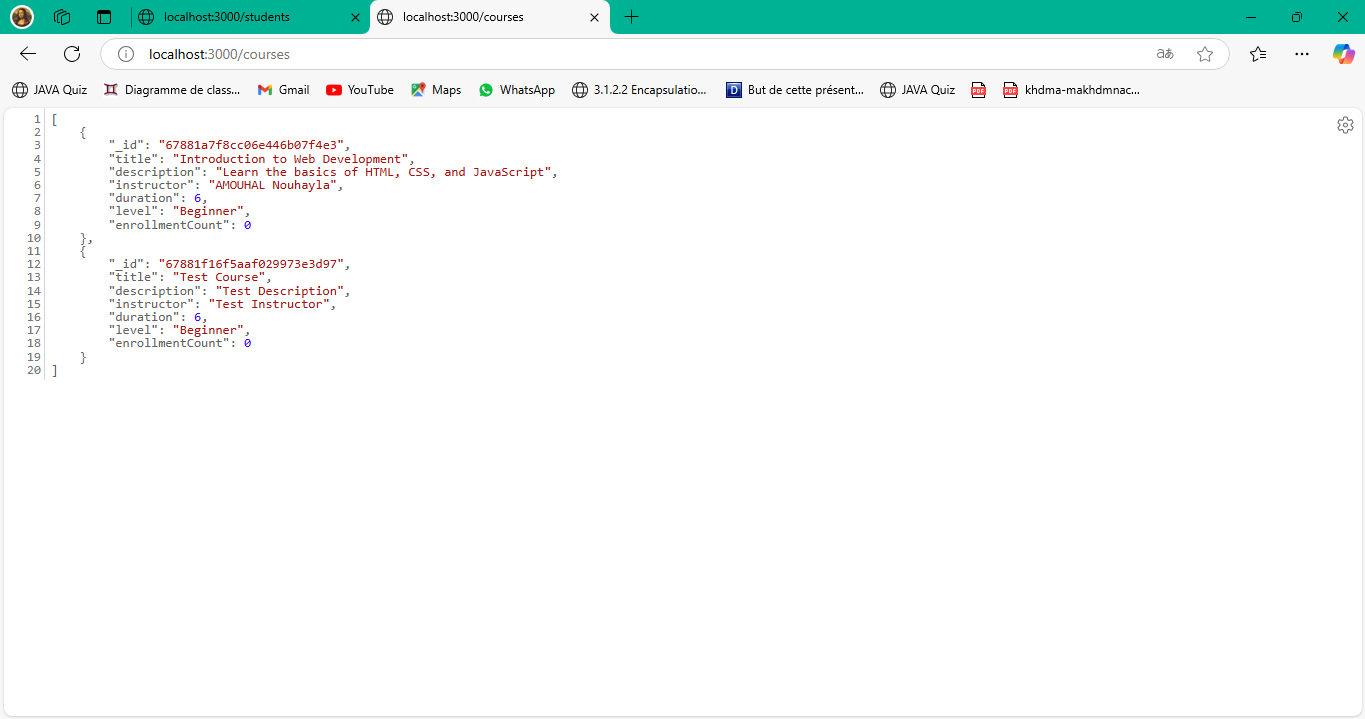 localhost:3000/students
localhost:3000/courses
localhost:3000/courses
aあ
JAVA Quiz
Diagramme de class...
Gmail
YouTube
Maps
WhatsApp
3.1.2.2 Encapsulatio...
D
But de cette présent...
JAVA Quiz
PDF
PDF
khdma-makhdmnac...
1 [
2 {
3 "_id": "67881a7f8cc06e446b07f4e3",
4 "title": "Introduction to Web Development",
5 "description": "Learn the basics of HTML, CSS, and JavaScript",
6 "instructor": "AMOUHAL Nouhayla",
7 "duration": 6,
8 "level": "Beginner",
9 "enrollmentCount": 0
10 },
11 {
12 "_id": "67881f16f5aaf029973e3d97",
13 "title": "Test Course",
14 "description": "Test Description",
15 "instructor": "Test Instructor",
16 "duration": 6,
17 "level": "Beginner",
18 "enrollmentCount": 0
19 }
20 ]